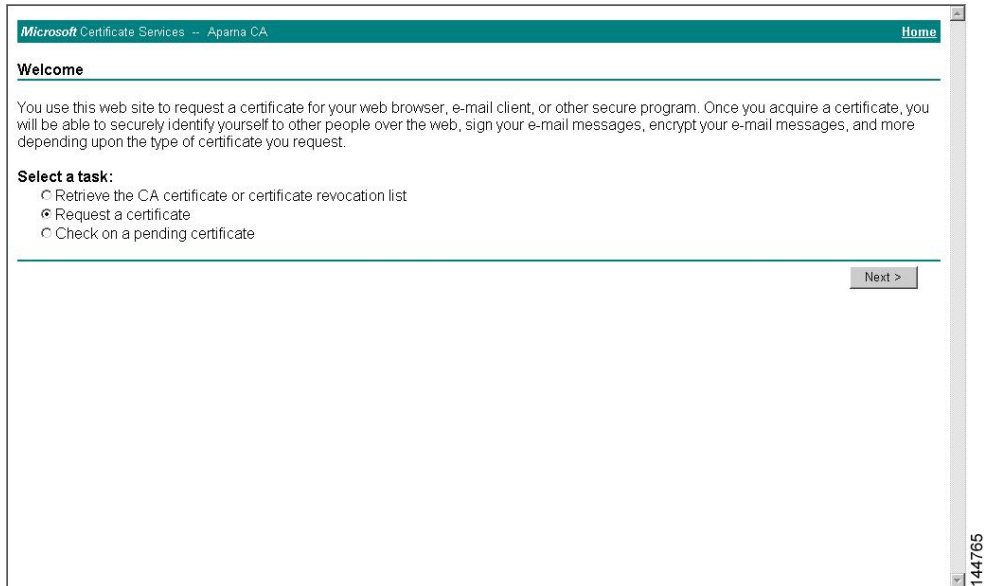 Microsoft Certificate Services -- Aparna CA Home
Welcome
You use this web site to request a certificate for your web browser, e-mail client, or other secure program. Once you acquire a certificate, you
will be able to securely identify yourself to other people over the web, sign your e-mail messages, encrypt your e-mail messages, and more
depending upon the type of certificate you request.
Select a task:
Retrieve the CA certificate or certificate revocation list
Request a certificate
Check on a pending certificate
Next >
144765